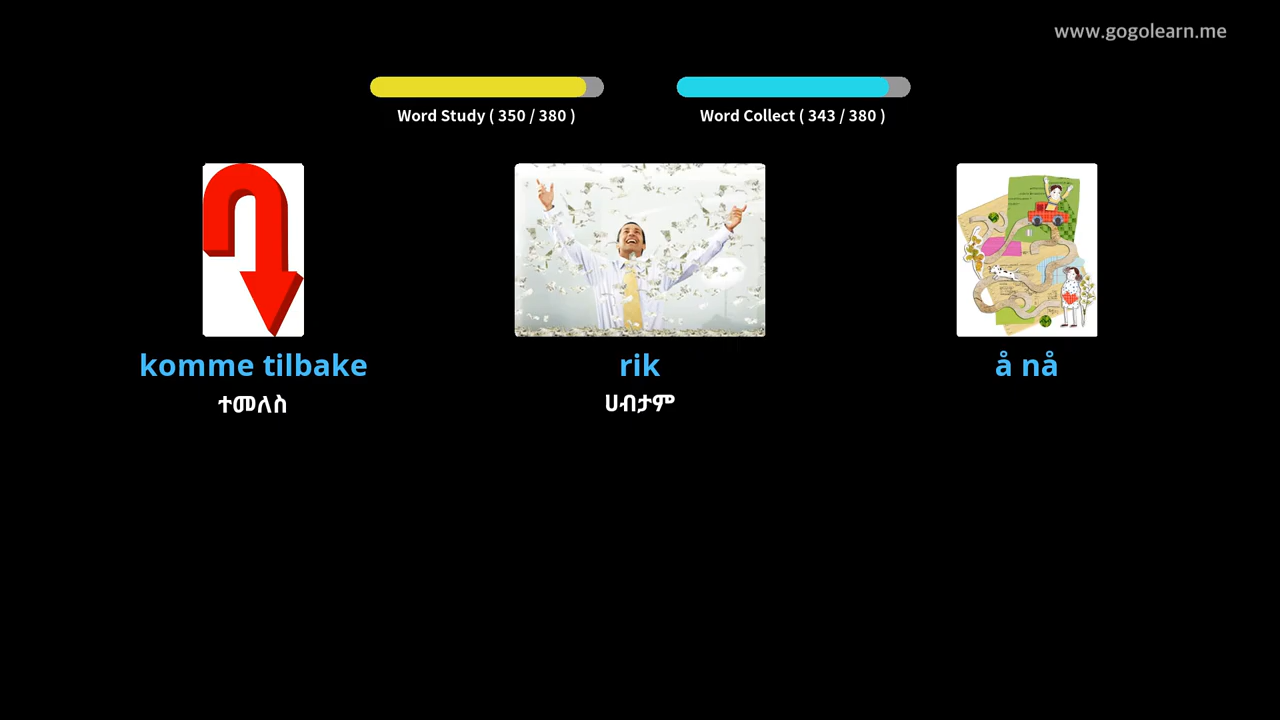 www.gogolearn.me
Word Study ( 350 / 380 )
Word Collect ( 343 / 380 )
komme tilbake
ተመለስ
rik
ሀብታም
å nå